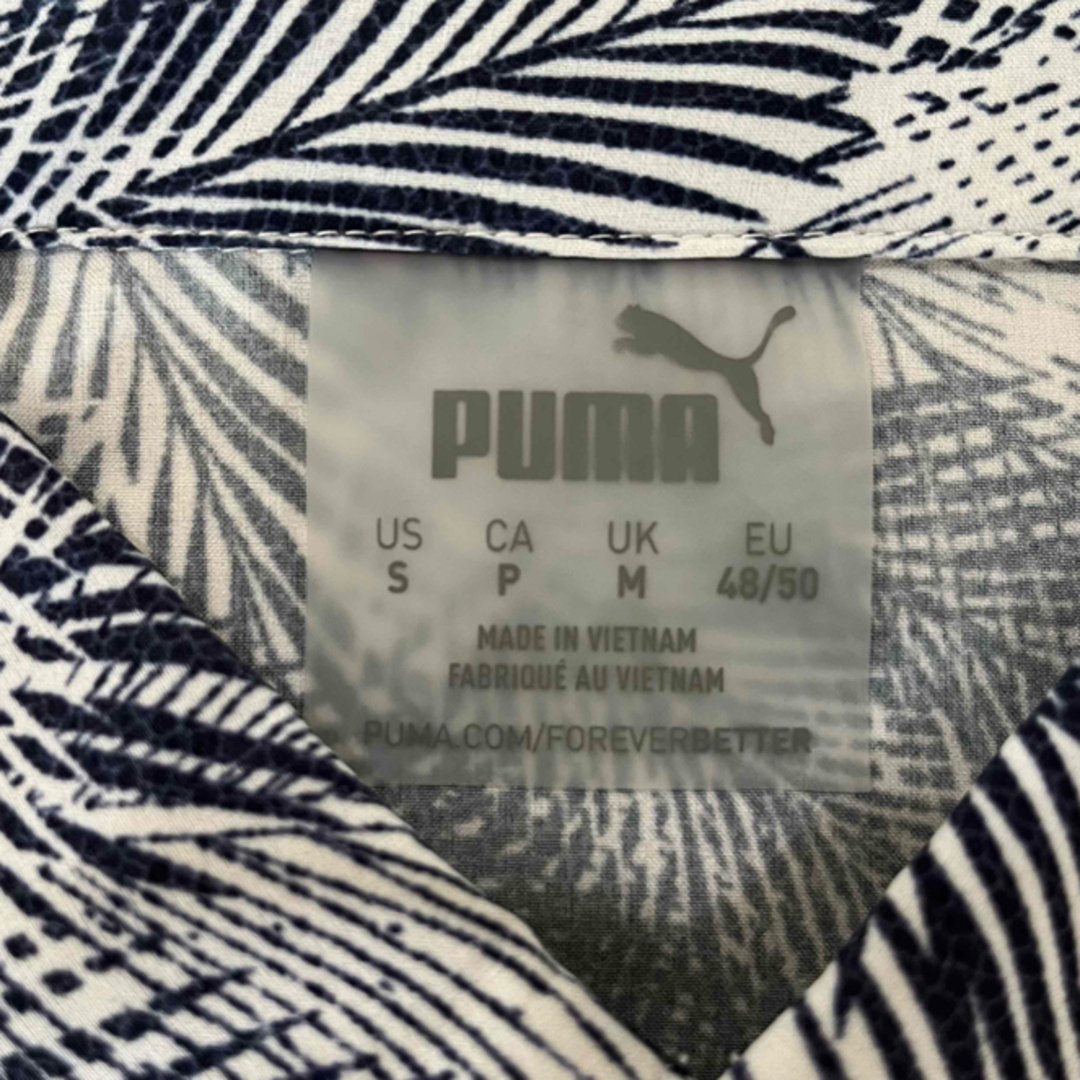 PUMA
US CA UK EU
S P M 48/50
MADE IN VIETNAM
FABRIQUÉ AU VIETNAM
PUMA.COM/FOREVERBETTER